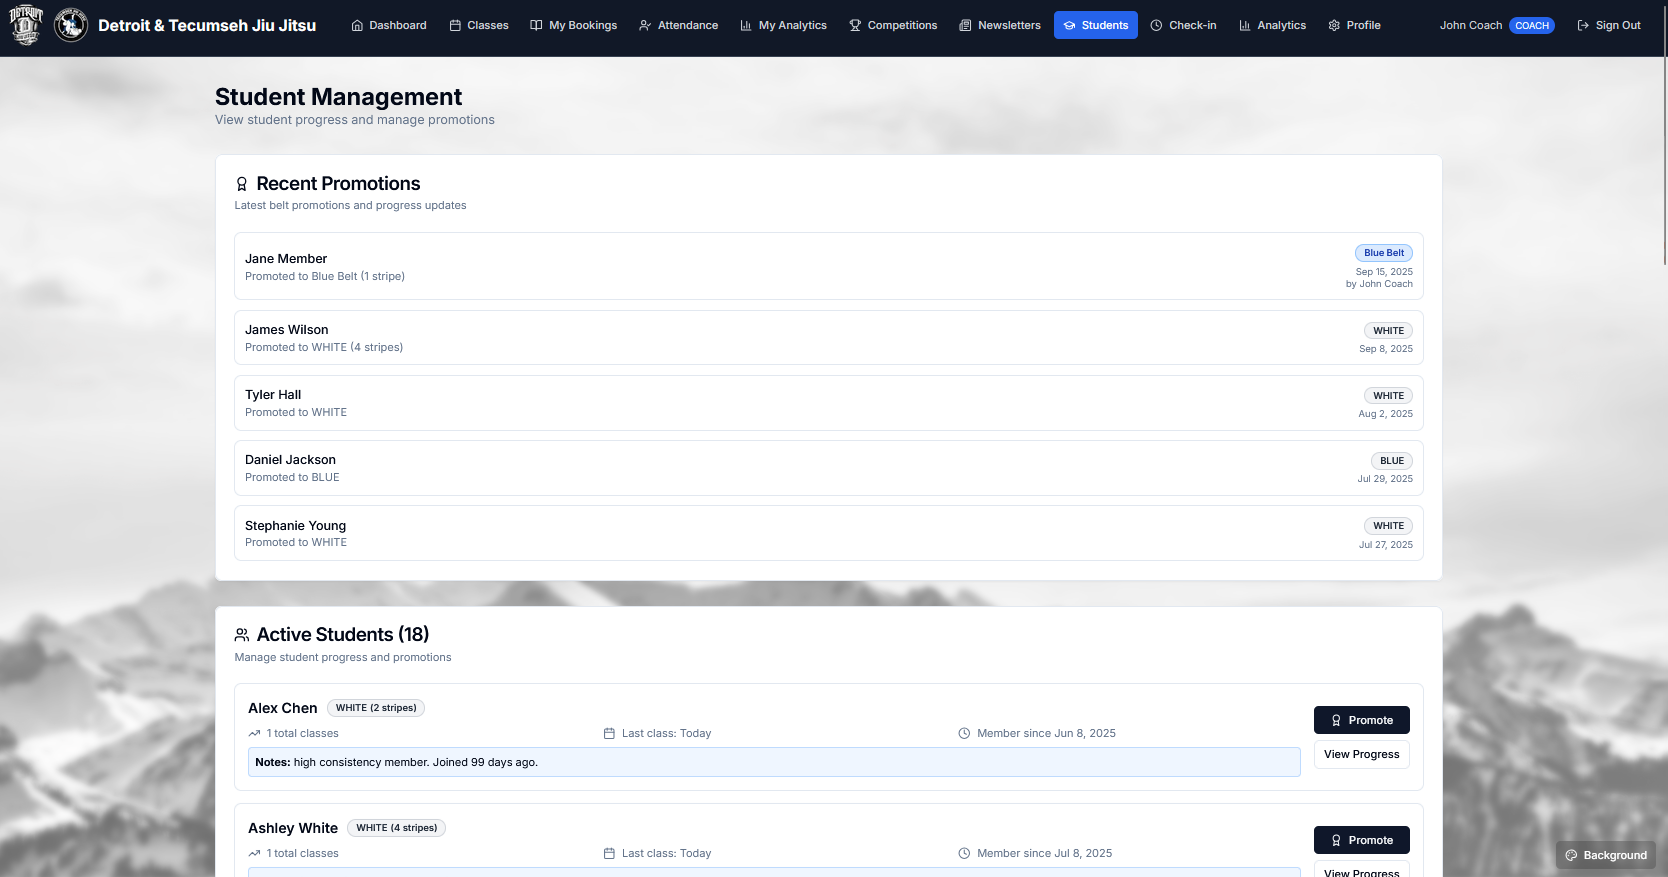 DETROIT
Detroit & Tecumseh Jiu Jitsu
Dashboard
Classes
My Bookings
Attendance
My Analytics
Competitions
Newsletters
Students
Check-in
Analytics
Profile
John Coach COACH
Sign Out
Student Management
View student progress and manage promotions
Recent Promotions
Latest belt promotions and progress updates
Jane Member
Promoted to Blue Belt (1 stripe)
Blue Belt
Sep 15, 2025
by John Coach
James Wilson
Promoted to WHITE (4 stripes)
WHITE
Sep 8, 2025
Tyler Hall
Promoted to WHITE
WHITE
Aug 2, 2025
Daniel Jackson
Promoted to BLUE
BLUE
Jul 29, 2025
Stephanie Young
Promoted to WHITE
WHITE
Jul 27, 2025
Active Students (18)
Manage student progress and promotions
Alex Chen WHITE (2 stripes)
1 total classes
Last class: Today
Member since Jun 8, 2025
Notes: high consistency member. Joined 99 days ago.
Promote
View Progress
Ashley White WHITE (4 stripes)
1 total classes
Last class: Today
Member since Jul 8, 2025
Promote
View Progress
Background